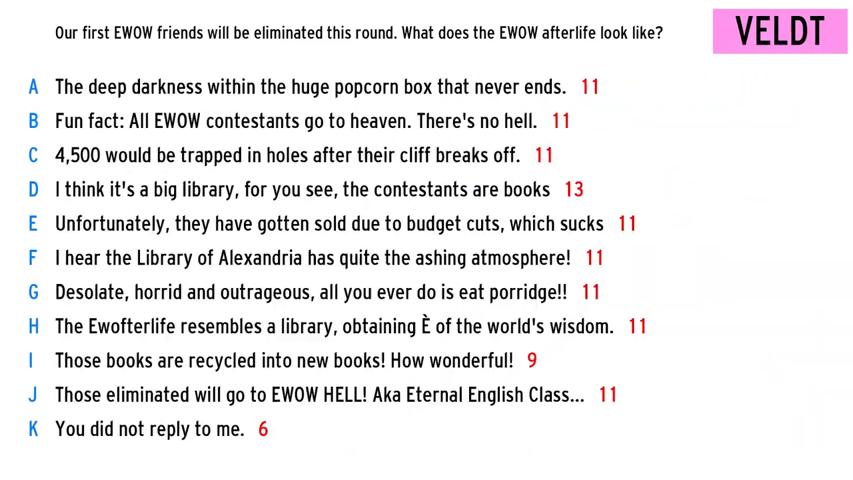 Our first EWOW friends will be eliminated this round. What does the EWOW afterlife look like?
VELDT
A The deep darkness within the huge popcorn box that never ends. 11
B Fun fact: All EWOW contestants go to heaven. There's no hell. 11
C 4,500 would be trapped in holes after their cliff breaks off. 11
D I think it's a big library, for you see, the contestants are books 13
E Unfortunately, they have gotten sold due to budget cuts, which sucks 11
F I hear the Library of Alexandria has quite the ashing atmosphere! 11
G Desolate, horrid and outrageous, all you ever do is eat porridge!! 11
H The Ewofterlife resembles a library, obtaining È of the world's wisdom. 11
I Those books are recycled into new books! How wonderful! 9
J Those eliminated will go to EWOW HELL! Aka Eternal English Class... 11
K You did not reply to me. 6